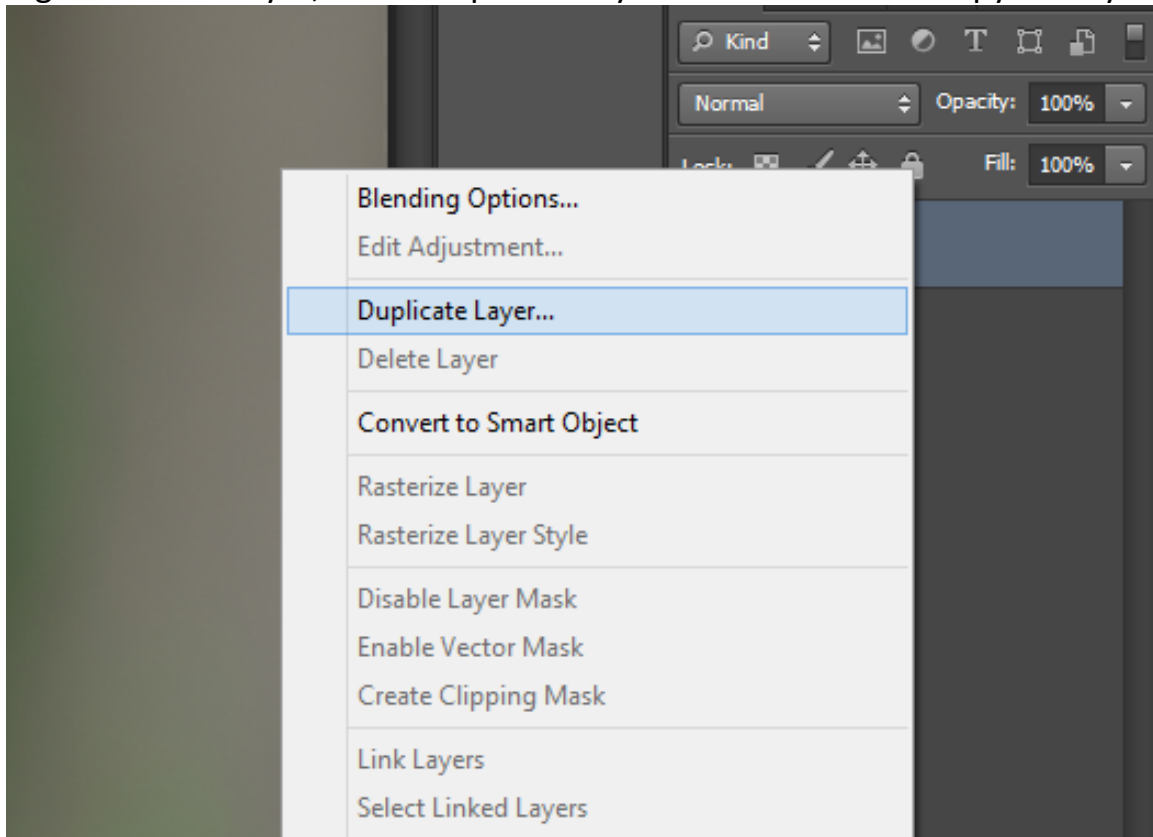 Kind T
Normal Opacity: 100%
Fill: 100%
Blending Options...
Edit Adjustment...
Duplicate Layer...
Delete Layer
Convert to Smart Object
Rasterize Layer
Rasterize Layer Style
Disable Layer Mask
Enable Vector Mask
Create Clipping Mask
Link Layers
Select Linked Layers